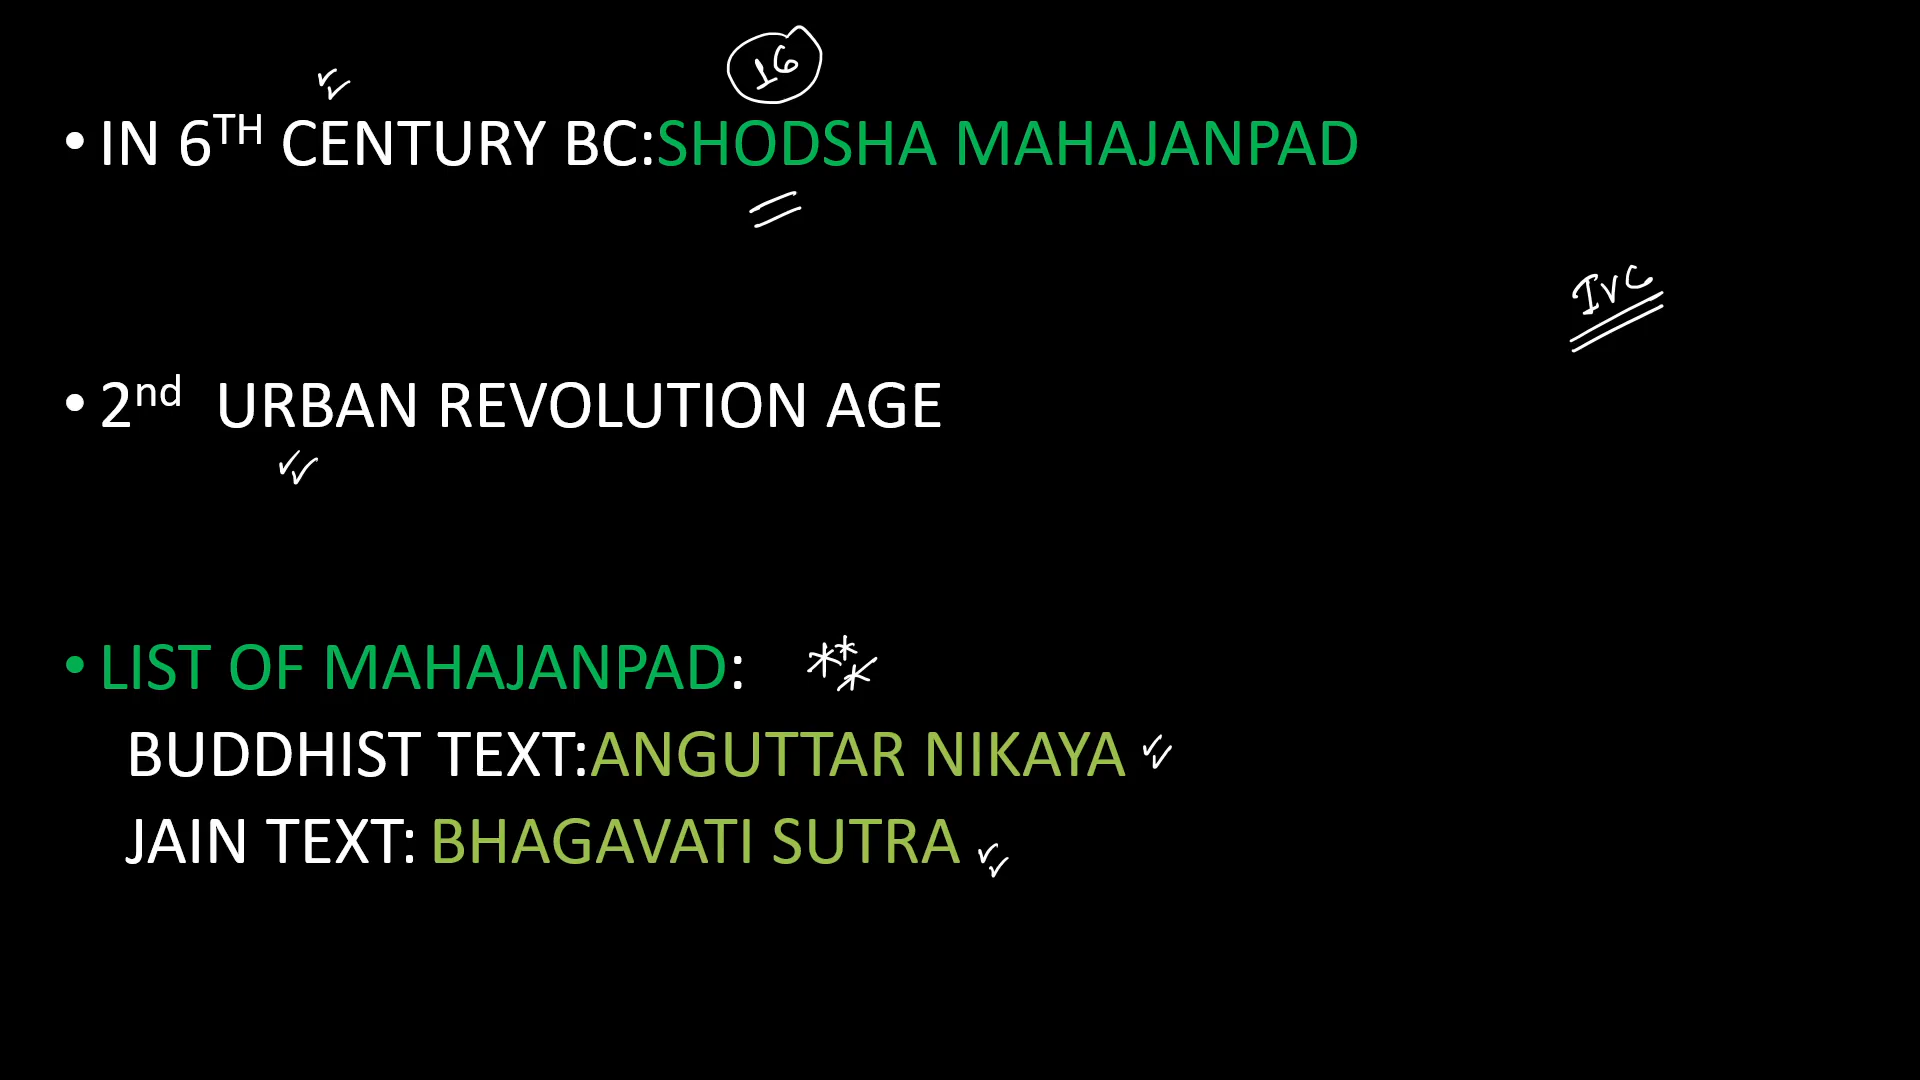 16
• IN 6TH CENTURY BC:SHODSHA MAHAJANPAD
IVC
• 2nd URBAN REVOLUTION AGE
• LIST OF MAHAJANPAD:
BUDDHIST TEXT:ANGUTTAR NIKAYA
JAIN TEXT: BHAGAVATI SUTRA